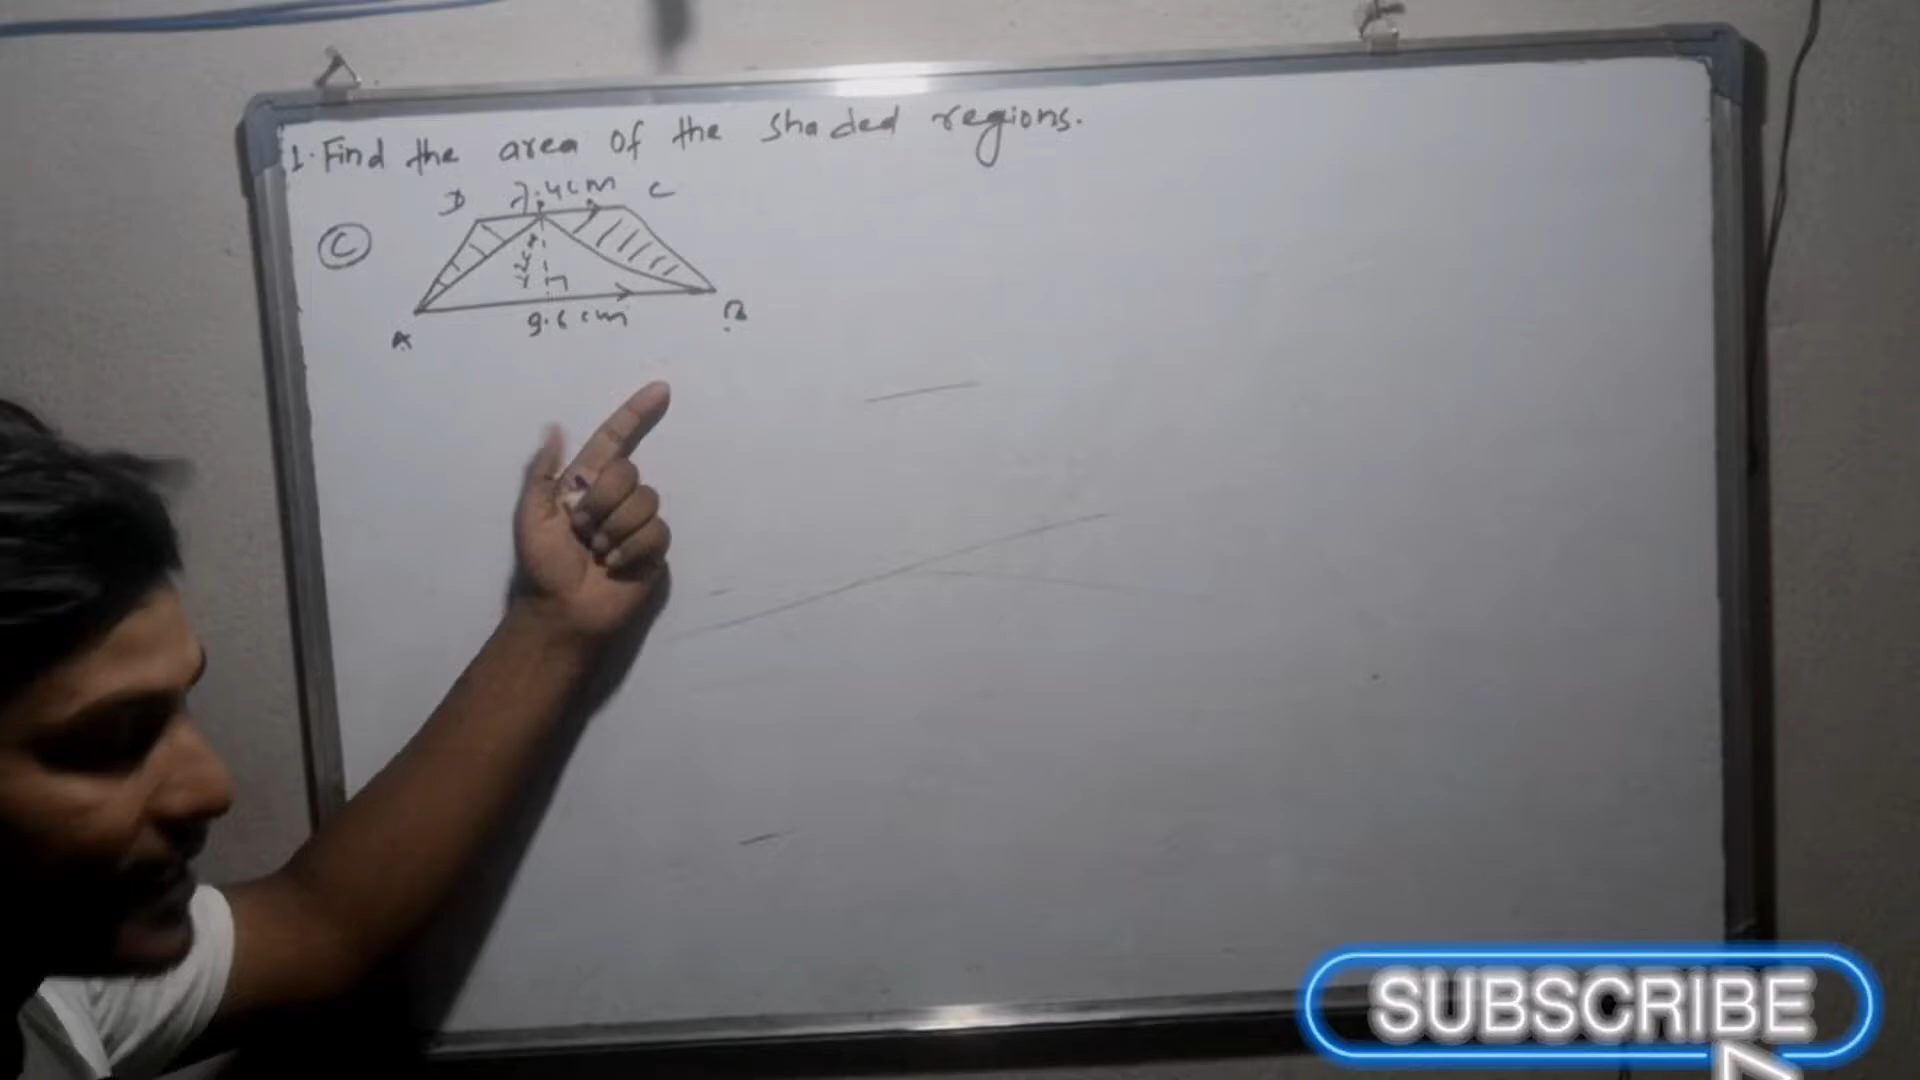 1. Find the area of the shaded regions.
D 7.4cm C
C
9.6 cm
A B
SUBSCRIBE